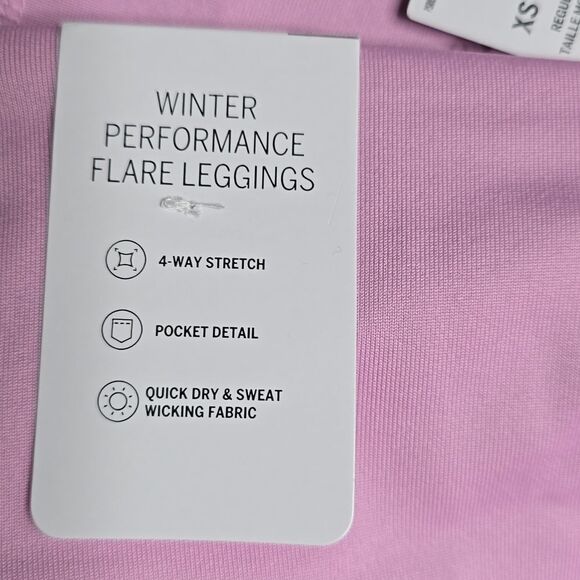 XS
WINTER
PERFORMANCE
FLARE LEGGINGS
4-WAY STRETCH
POCKET DETAIL
QUICK DRY & SWEAT
WICKING FABRIC